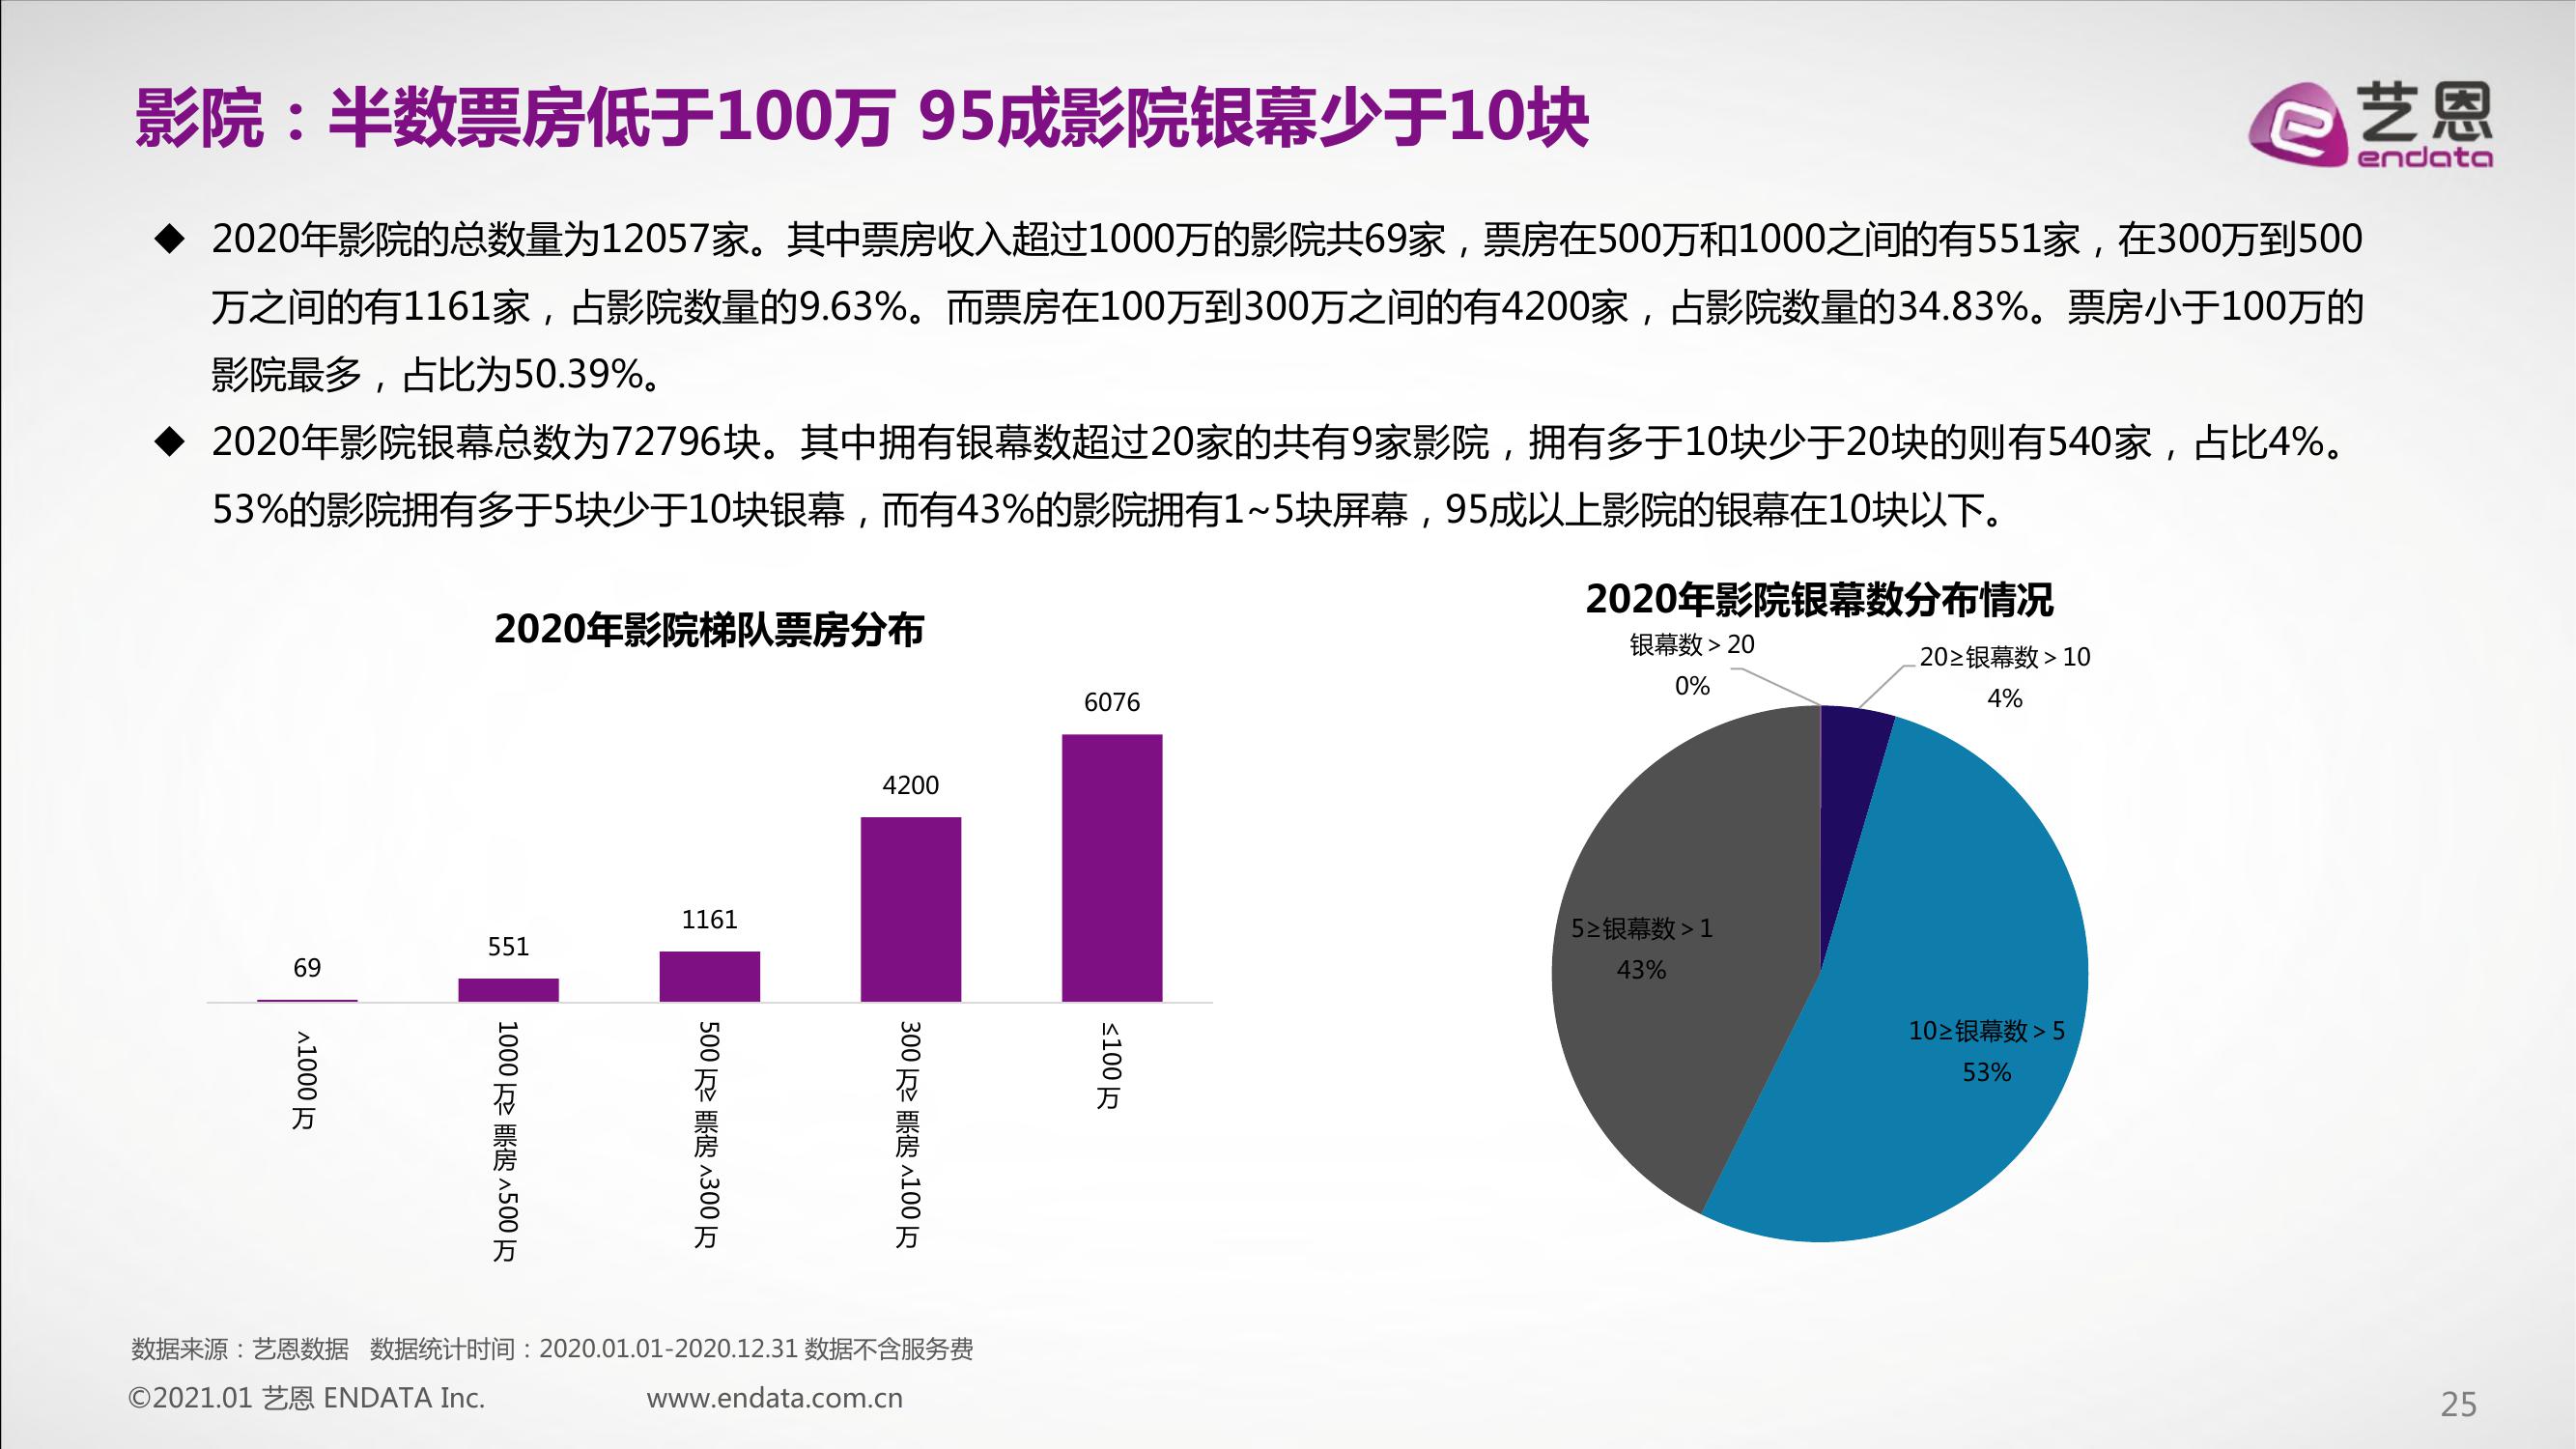 影院：半数票房低于100万 95成影院银幕少于10块
艺恩
endata
◆ 2020年影院的总数量为12057家。其中票房收入超过1000万的影院共69家，票房在500万和1000之间的有551家，在300万到500
万之间的有1161家，占影院数量的9.63%。而票房在100万到300万之间的有4200家，占影院数量的34.83%。票房小于100万的
影院最多，占比为50.39%。
◆ 2020年影院银幕总数为72796块。其中拥有银幕数超过20家的共有9家影院，拥有多于10块少于20块的则有540家，占比4%。
53%的影院拥有多于5块少于10块银幕，而有43%的影院拥有1~5块屏幕，95成以上影院的银幕在10块以下。
2020年影院梯队票房分布
69
551
1161
4200
6076
>1000万
1000万≥票房>500万
500万≥票房>300万
300万≥票房>100万
≤100万
2020年影院银幕数分布情况
银幕数＞20
0%
20≥银幕数＞10
4%
5≥银幕数＞1
43%
10≥银幕数＞5
53%
数据来源：艺恩数据 数据统计时间：2020.01.01-2020.12.31 数据不含服务费
©2021.01 艺恩 ENDATA Inc. www.endata.com.cn
25